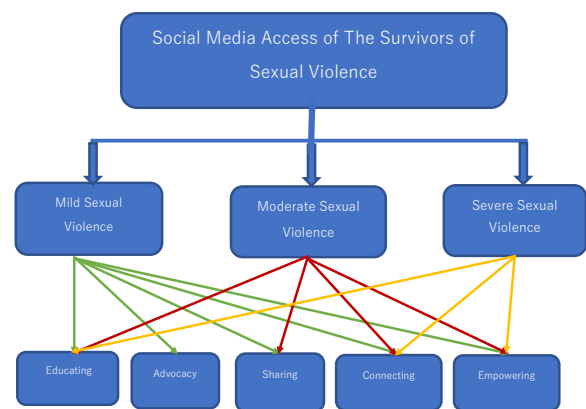 Social Media Access of The Survivors of
Sexual Violence
Mild Sexual
Violence
Moderate Sexual
Violence
Severe Sexual
Violence
Educating
Advocacy
Sharing
Connecting
Empowering